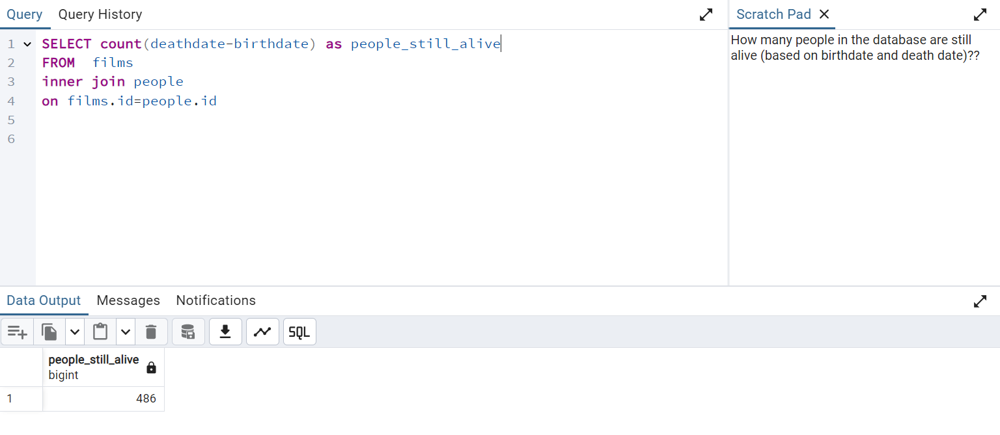 Query Query History
Scratch Pad
1 SELECT count(deathdate-birthdate) as people_still_alive
2 FROM  films
3 inner join people
4 on films.id=people.id
5
6
How many people in the database are still
alive (based on birthdate and death date)??
Data Output Messages Notifications
SQL
people_still_alive
bigint
1 486